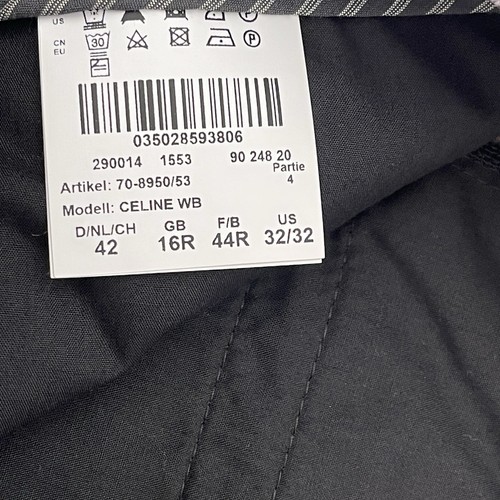 US
CN
EU
30
P
P
035028593806
290014 1553 90 248 20
Partie
Artikel: 70-8950/53 4
Modell: CELINE WB
D/NL/CH GB F/B US
42 16R 44R 32/32